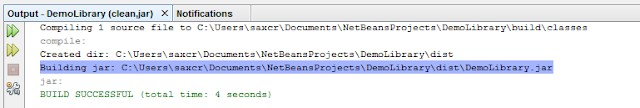 Output - DemoLibrary (clean,jar) Notifications
Compiling 1 source file to C:\Users\saxcr\Documents\NetBeansProjects\DemoLibrary\build\classes
compile:
Created dir: C:\Users\saxcr\Documents\NetBeansProjects\DemoLibrary\dist
Building jar: C:\Users\saxcr\Documents\NetBeansProjects\DemoLibrary\dist\DemoLibrary.jar
jar:
BUILD SUCCESSFUL (total time: 4 seconds)